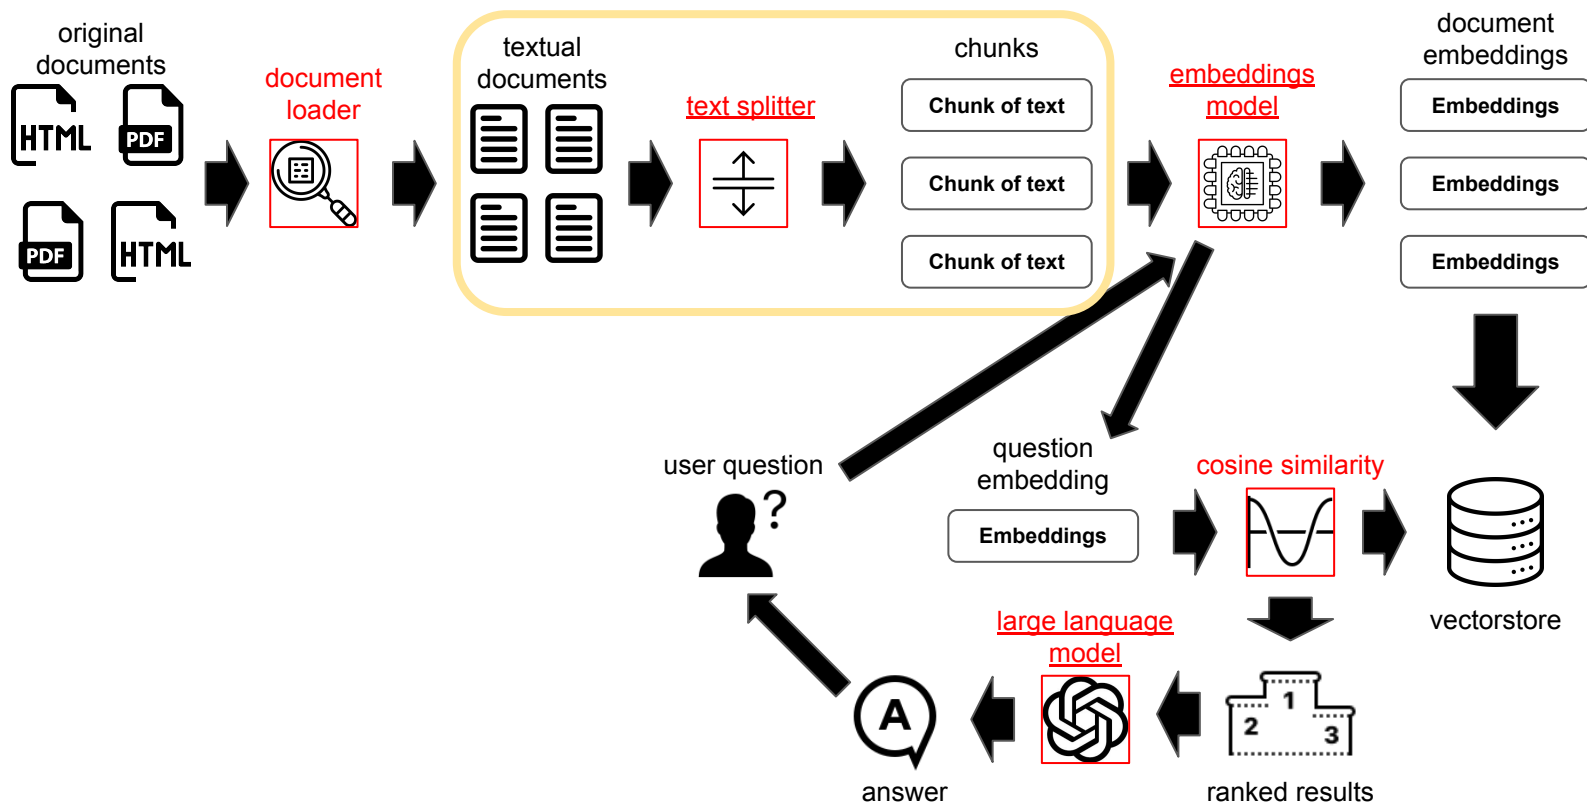 original
documents
HTML
PDF
PDF
HTML
document
loader
textual
documents
text splitter
chunks
Chunk of text
Chunk of text
Chunk of text
embeddings
model
document
embeddings
Embeddings
Embeddings
Embeddings
user question
?
question
embedding
Embeddings
cosine similarity
vectorstore
large language
model
A
answer
1
2
3
ranked results